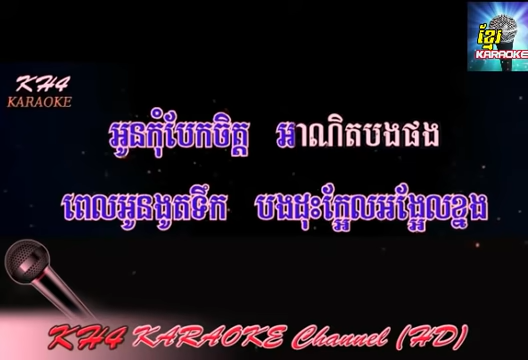 ខ្មែរ
KARAOKE
KH4
KARAOKE
អូនកុំបែកចិត្ត អាណិតបងផង
ពេលអូនងូតទឹក បងដុះក្អែលអង្អែលខ្នង
KH4 KARAOKE Channel (HD)